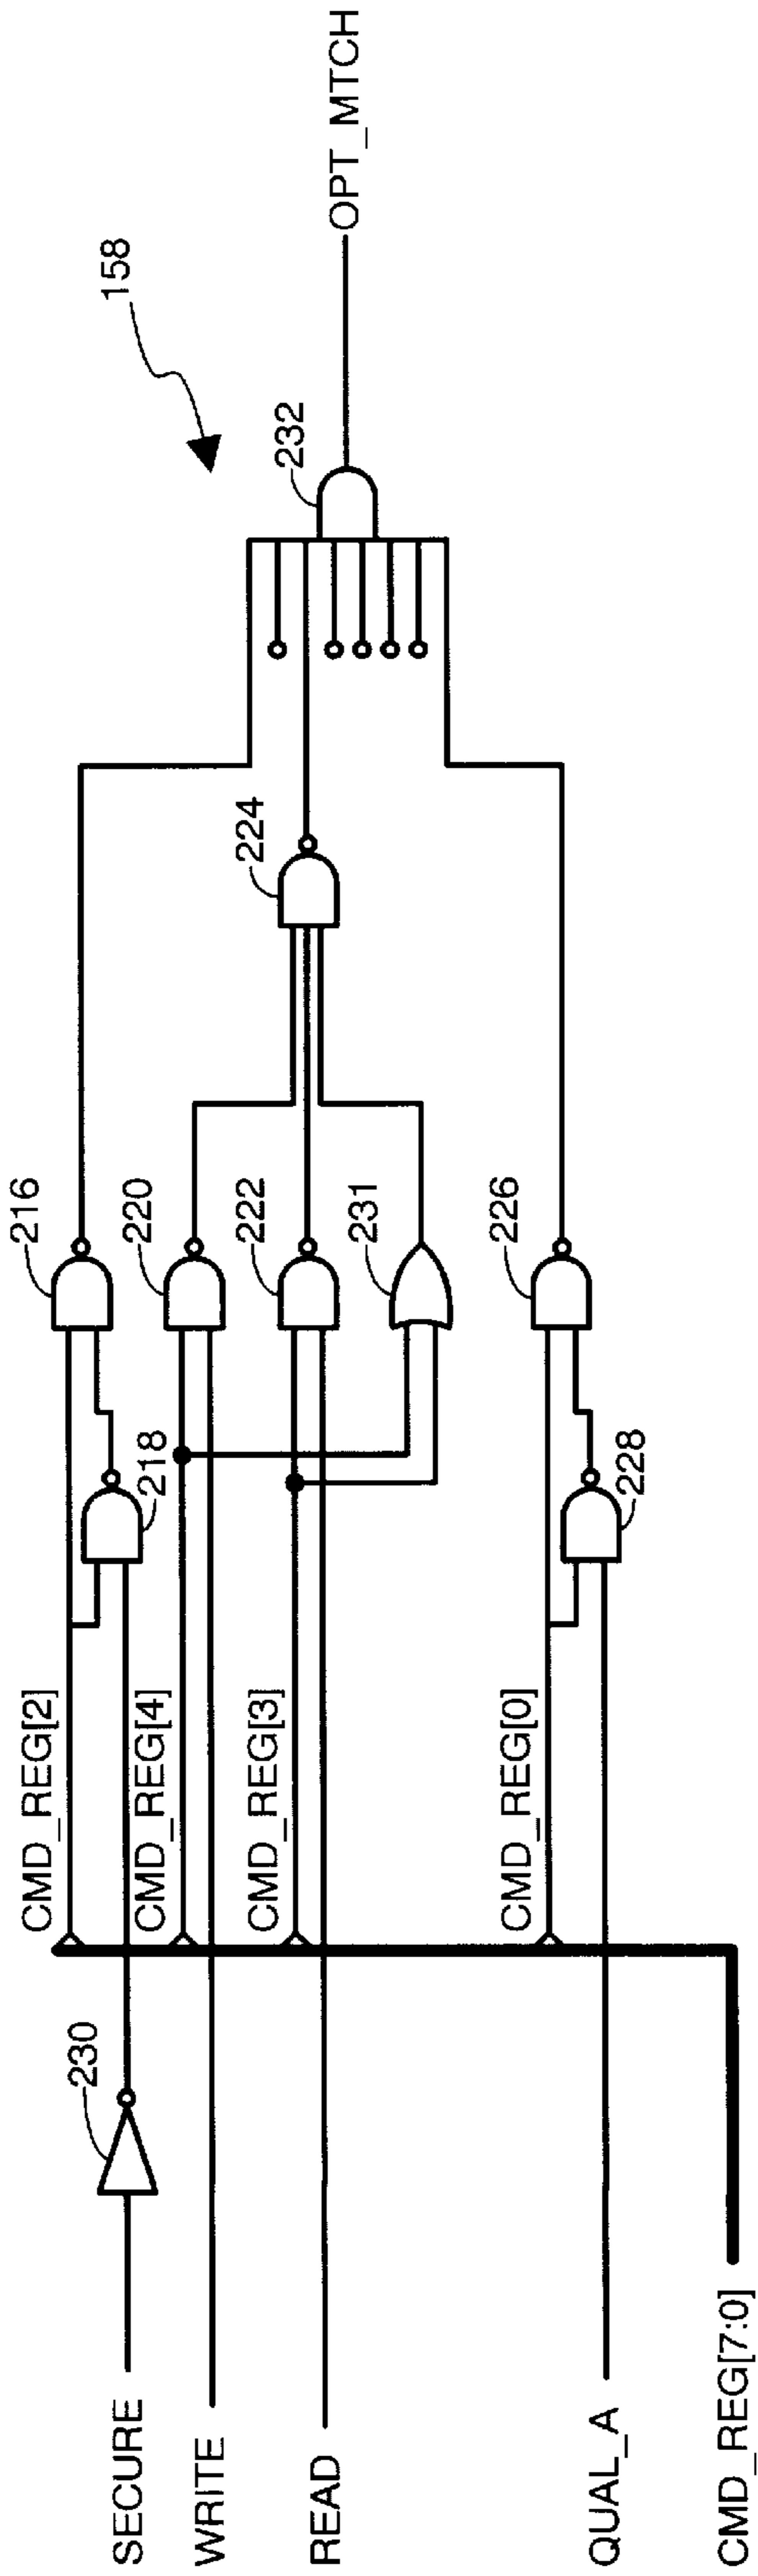 SECURE
WRITE
READ
QUAL_A
CMD_REG[7:0]
230
CMD_REG[2]
CMD_REG[4]
CMD_REG[3]
CMD_REG[0]
218
228
216
220
222
231
226
224
232
158
OPT_MTCH